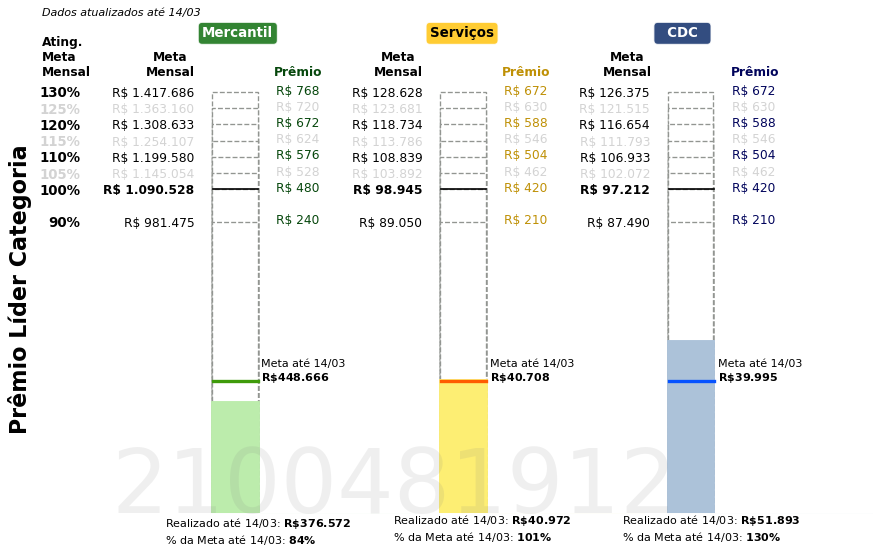 Dados atualizados até 14/03
Mercantil Serviços CDC
Ating. Meta Mensal Meta Mensal Prêmio Meta Mensal Prêmio Meta Mensal Prêmio
130% R$ 1.417.686 R$ 768 R$ 128.628 R$ 672 R$ 126.375 R$ 672
125% R$ 1.363.160 R$ 720 R$ 123.681 R$ 630 R$ 121.515 R$ 630
120% R$ 1.308.633 R$ 672 R$ 118.734 R$ 588 R$ 116.654 R$ 588
115% R$ 1.254.107 R$ 624 R$ 113.786 R$ 546 R$ 111.793 R$ 546
110% R$ 1.199.580 R$ 576 R$ 108.839 R$ 504 R$ 106.933 R$ 504
105% R$ 1.145.054 R$ 528 R$ 103.892 R$ 462 R$ 102.072 R$ 462
100% R$ 1.090.528 R$ 480 R$ 98.945 R$ 420 R$ 97.212 R$ 420
90% R$ 981.475 R$ 240 R$ 89.050 R$ 210 R$ 87.490 R$ 210
Prêmio Líder Categoria
Meta até 14/03 Meta até 14/03 Meta até 14/03
R$448.666 R$40.708 R$39.995
2100481912
Realizado até 14/03: R$376.572 Realizado até 14/03: R$40.972 Realizado até 14/03: R$51.893
% da Meta até 14/03: 84% % da Meta até 14/03: 101% % da Meta até 14/03: 130%